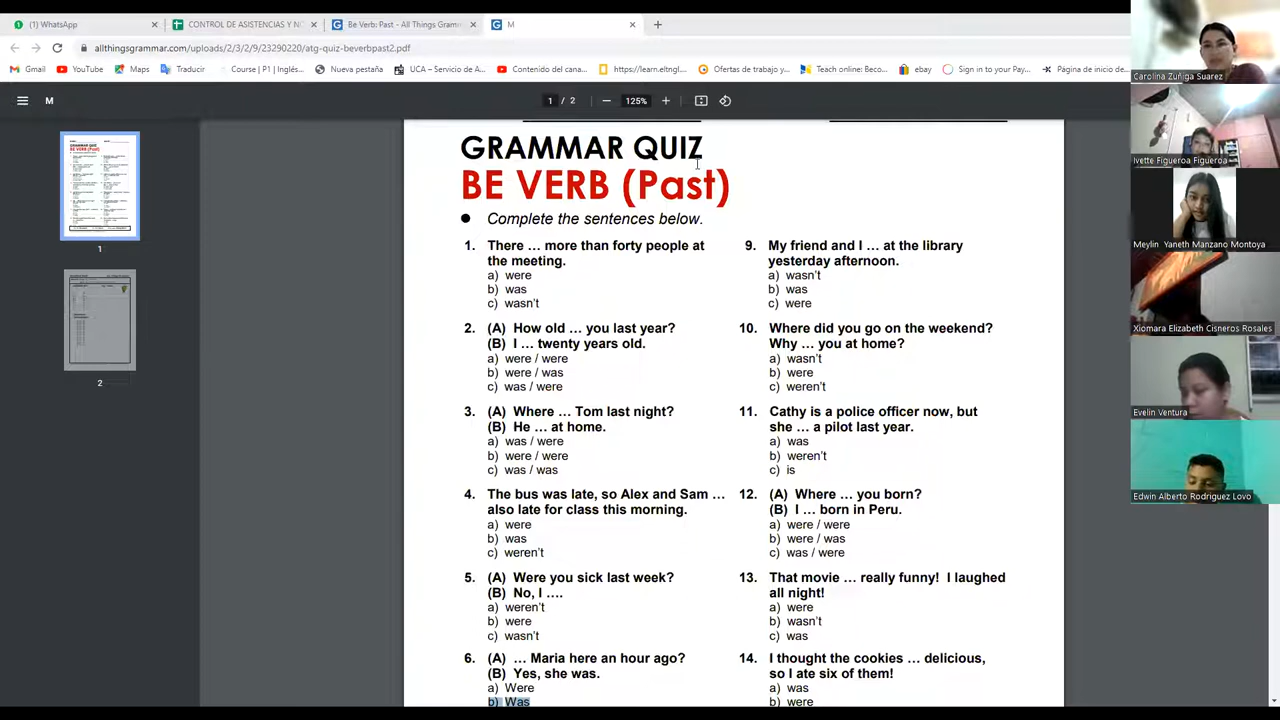 (1) WhatsApp
CONTROL DE ASISTENCIAS Y NO
Be Verb: Past - All Things Gramm
M
allthingsgrammar.com/uploads/2/3/2/9/23290220/atg-quiz-beverbpast2.pdf
Gmail
YouTube
Maps
Traducir
Course | P1 | Inglés...
Nueva pestaña
UCA – Servicio de A...
Contenido del cana...
https://learn.eltngl...
Ofertas de trabajo y...
Teach online: Beco...
ebay
Sign in to your Pay...
Página de inicio de...
M
1 / 2
125%
1
2
GRAMMAR QUIZ
BE VERB (Past)
Complete the sentences below.
1. There … more than forty people at
the meeting.
a) were
b) was
c) wasn't
2. (A) How old … you last year?
(B) I … twenty years old.
a) were / were
b) were / was
c) was / were
3. (A) Where … Tom last night?
(B) He … at home.
a) was / were
b) were / were
c) was / was
4. The bus was late, so Alex and Sam …
also late for class this morning.
a) were
b) was
c) weren't
5. (A) Were you sick last week?
(B) No, I ….
a) weren't
b) were
c) wasn't
6. (A) … Maria here an hour ago?
(B) Yes, she was.
a) Were
b) Was
9. My friend and I … at the library
yesterday afternoon.
a) wasn't
b) was
c) were
10. Where did you go on the weekend?
Why … you at home?
a) wasn't
b) were
c) weren't
11. Cathy is a police officer now, but
she … a pilot last year.
a) was
b) weren't
c) is
12. (A) Where … you born?
(B) I … born in Peru.
a) were / were
b) were / was
c) was / were
13. That movie … really funny! I laughed
all night!
a) were
b) wasn't
c) was
14. I thought the cookies … delicious,
so I ate six of them!
a) was
b) were
Carolina Zúñiga Suarez
Ivette Figueroa Figueroa
Meylin Yaneth Manzano Montoya
Xiomara Elizabeth Cisneros Rosales
Evelin Ventura
Edwin Alberto Rodriguez Lovo